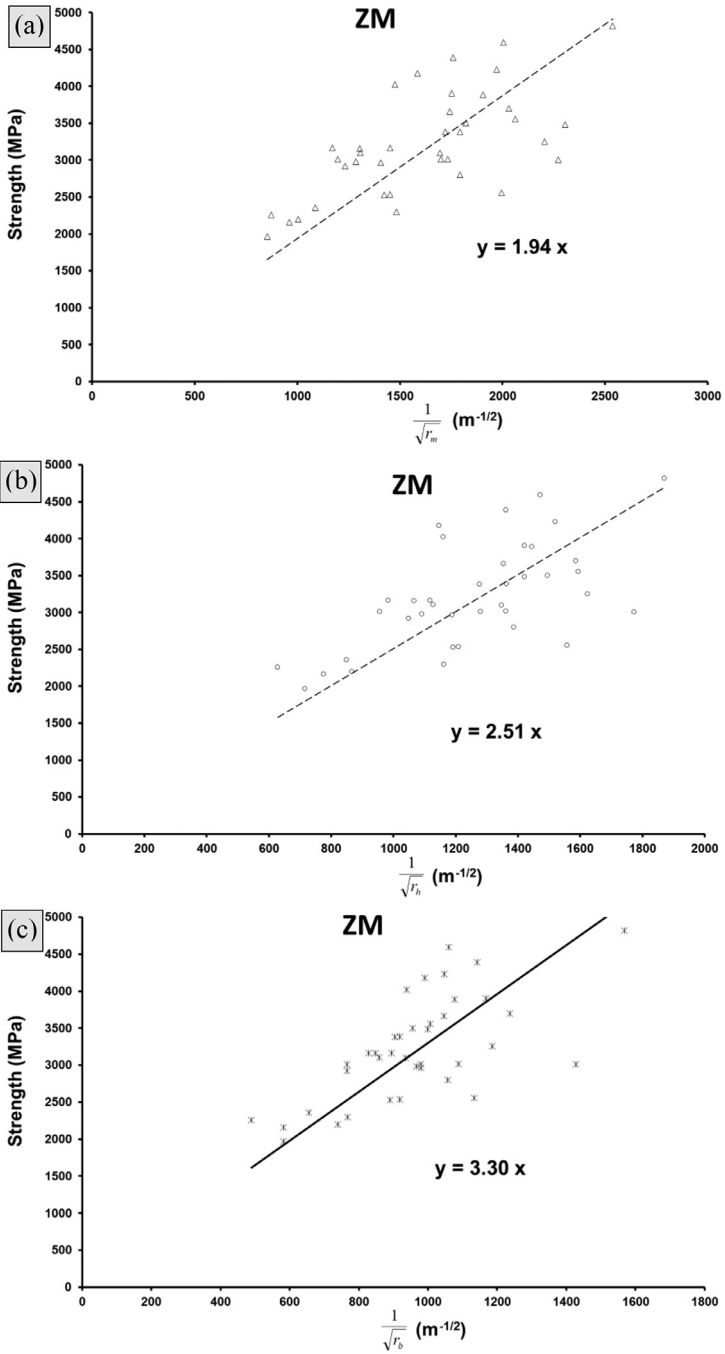 (a)
ZM
5000
4500
4000
3500
3000
2500
2000
1500
1000
500
0
Strength (MPa)
y = 1.94 x
0 500 1000 1500 2000 2500 3000
1/√r_m (m-1/2)
(b)
ZM
5000
4500
4000
3500
3000
2500
2000
1500
1000
500
0
Strength (MPa)
y = 2.51 x
0 200 400 600 800 1000 1200 1400 1600 1800 2000
1/√r_h (m-1/2)
(c)
ZM
5000
4500
4000
3500
3000
2500
2000
1500
1000
500
0
Strength (MPa)
y = 3.30 x
0 200 400 600 800 1000 1200 1400 1600 1800
1/√r_b (m-1/2)